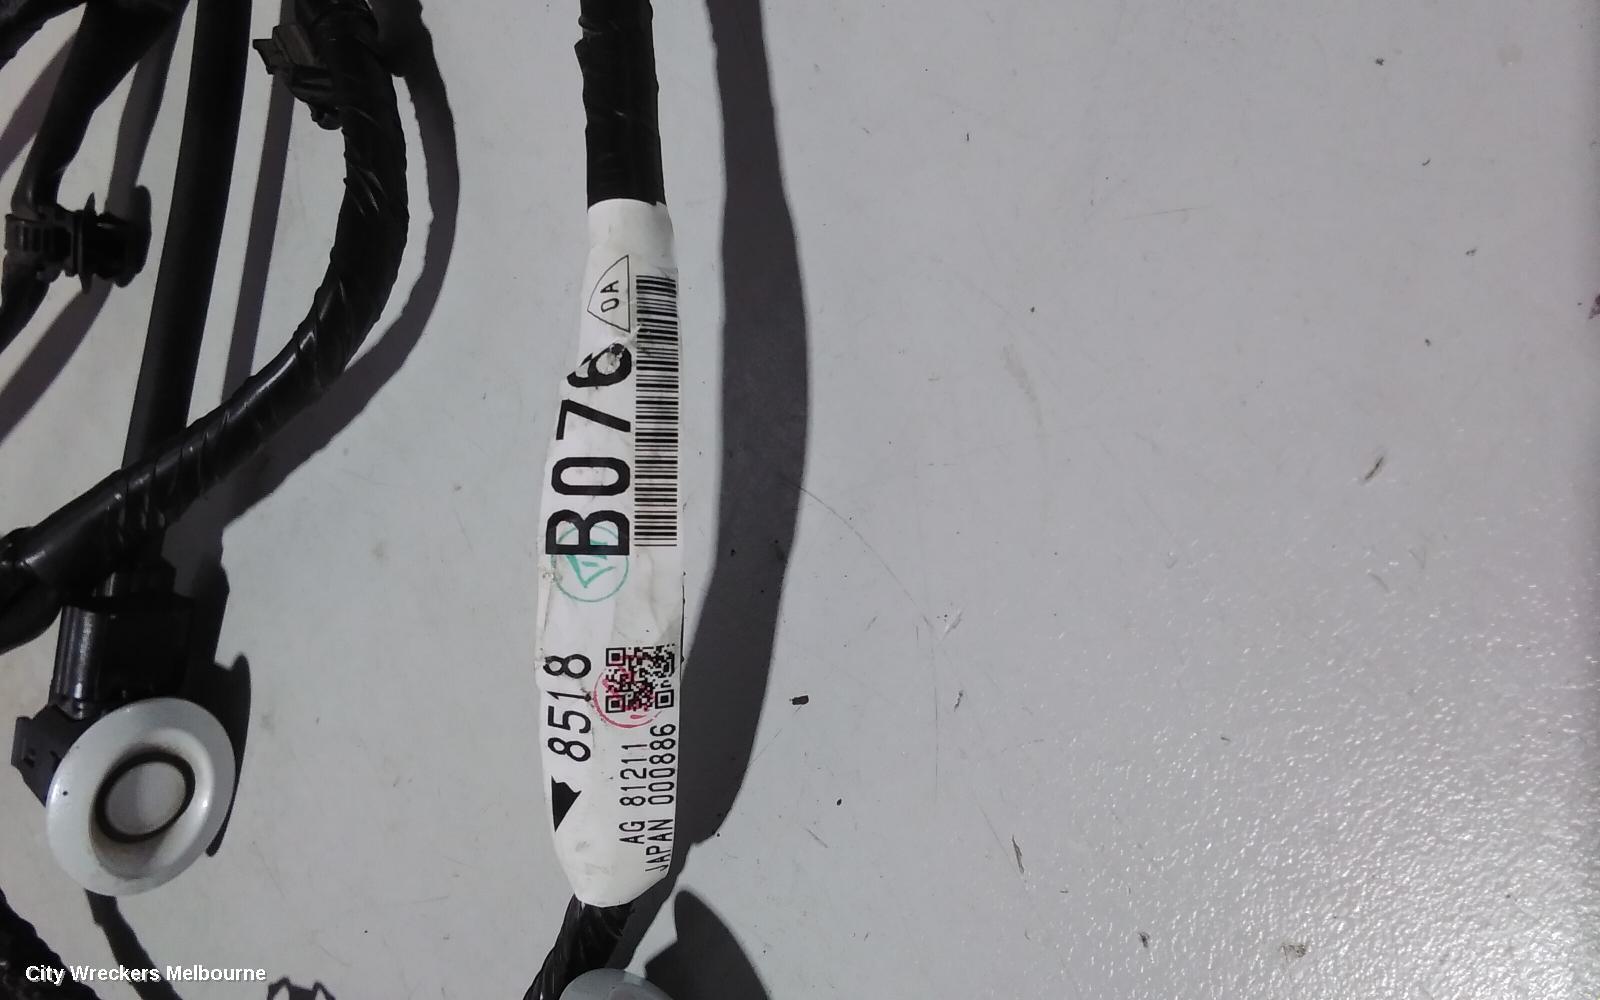 0A
B076
8518
AG 81211
JAPAN 000886
City Wreckers Melbourne